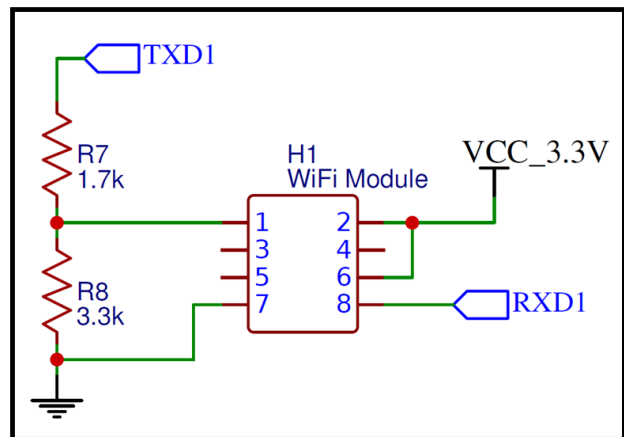 TXD1
R7
1.7k
H1
WiFi Module
VCC_3.3V
1 2
3 4
5 6
7 8
R8
3.3k
RXD1